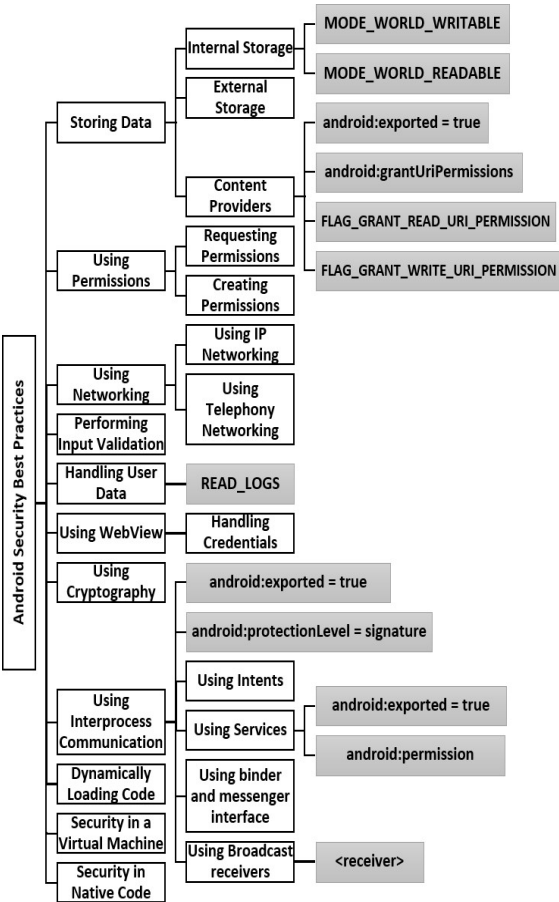 Android Security Best Practices
Storing Data
Internal Storage
MODE_WORLD_WRITABLE
MODE_WORLD_READABLE
External
Storage
Content
Providers
android:exported = true
android:grantUriPermissions
FLAG_GRANT_READ_URI_PERMISSION
FLAG_GRANT_WRITE_URI_PERMISSION
Using
Permissions
Requesting
Permissions
Creating
Permissions
Using
Networking
Using IP
Networking
Using
Telephony
Networking
Performing
Input Validation
Handling User
Data
READ_LOGS
Using WebView
Handling
Credentials
Using
Cryptography
Using
Interprocess
Communication
android:exported = true
android:protectionLevel = signature
Using Intents
Using Services
android:exported = true
android:permission
Using binder
and messenger
interface
Using Broadcast
receivers
<receiver>
Dynamically
Loading Code
Security in a
Virtual Machine
Security in
Native Code